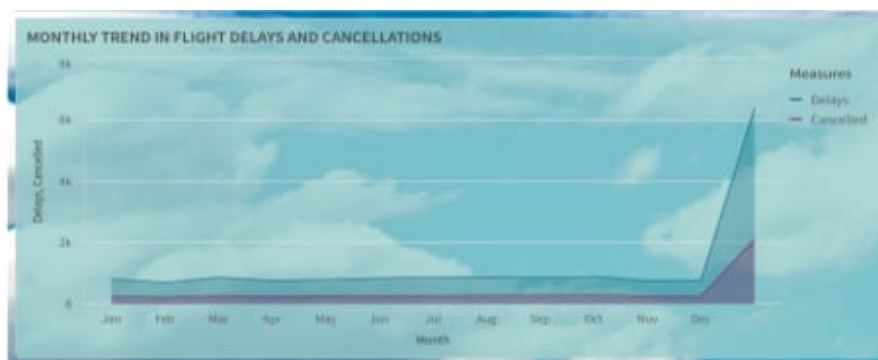 MONTHLY TREND IN FLIGHT DELAYS AND CANCELLATIONS
8k
6k
4k
2k
0
Delays, Cancelled
Jan Feb Mar Apr May Jun Jul Aug Sep Oct Nov Dec
Month
Measures
Delays
Cancelled